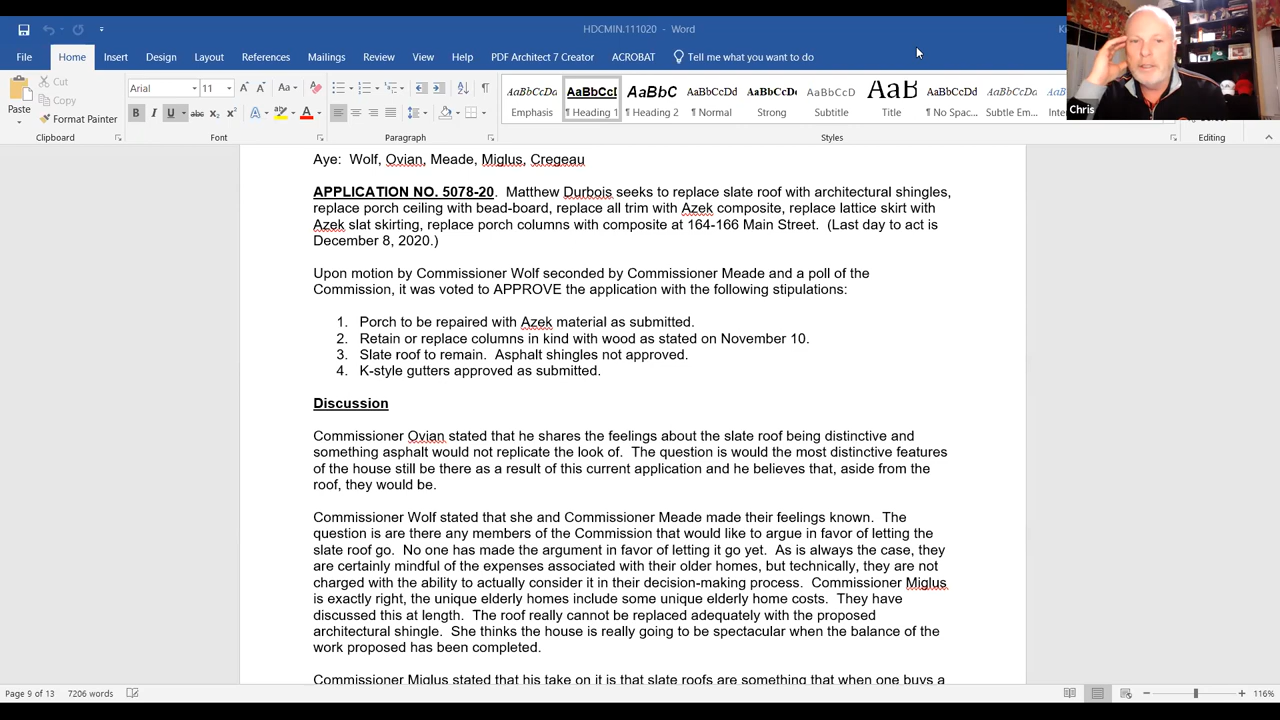 HDCMIN.111020 - Word
File Home Insert Design Layout References Mailings Review View Help PDF Architect 7 Creator ACROBAT Tell me what you want to do
Cut
Copy
Format Painter
Paste
Arial 11
AaBbCcDc AaBbCcI AaBbC AaBbCcDd AaBbCcDc AaBbCcDd AaB AaBbCcDd AaBbCcDd
Emphasis ¶ Heading 1 ¶ Heading 2 ¶ Normal Strong Subtitle Title ¶ No Spac... Subtle Em...
Clipboard Font Paragraph Styles Editing
Chris
Aye: Wolf, Ovian, Meade, Miglus, Cregeau
APPLICATION NO. 5078-20. Matthew Durbois seeks to replace slate roof with architectural shingles,
replace porch ceiling with bead-board, replace all trim with Azek composite, replace lattice skirt with
Azek slat skirting, replace porch columns with composite at 164-166 Main Street. (Last day to act is
December 8, 2020.)
Upon motion by Commissioner Wolf seconded by Commissioner Meade and a poll of the
Commission, it was voted to APPROVE the application with the following stipulations:
1. Porch to be repaired with Azek material as submitted.
2. Retain or replace columns in kind with wood as stated on November 10.
3. Slate roof to remain. Asphalt shingles not approved.
4. K-style gutters approved as submitted.
Discussion
Commissioner Ovian stated that he shares the feelings about the slate roof being distinctive and
something asphalt would not replicate the look of. The question is would the most distinctive features
of the house still be there as a result of this current application and he believes that, aside from the
roof, they would be.
Commissioner Wolf stated that she and Commissioner Meade made their feelings known. The
question is are there any members of the Commission that would like to argue in favor of letting the
slate roof go. No one has made the argument in favor of letting it go yet. As is always the case, they
are certainly mindful of the expenses associated with their older homes, but technically, they are not
charged with the ability to actually consider it in their decision-making process. Commissioner Miglus
is exactly right, the unique elderly homes include some unique elderly home costs. They have
discussed this at length. The roof really cannot be replaced adequately with the proposed
architectural shingle. She thinks the house is really going to be spectacular when the balance of the
work proposed has been completed.
Commissioner Miglus stated that his take on it is that slate roofs are something that when one buys a
Page 9 of 13 7206 words 116%